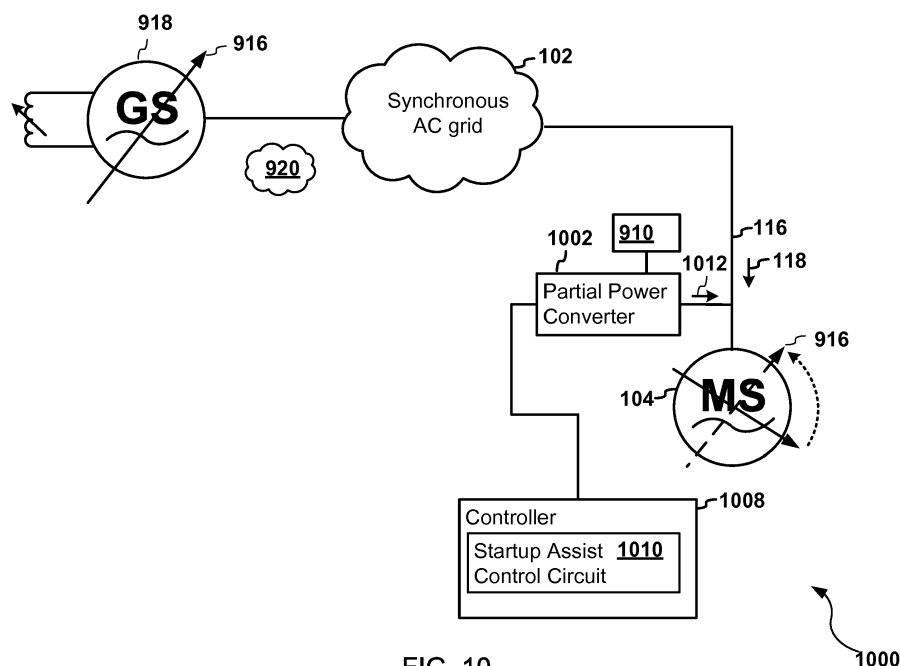 918
916
102
GS
Synchronous
AC grid
920
116
910
1002
1012
118
Partial Power
Converter
916
104
MS
1008
Controller
Startup Assist 1010
Control Circuit
1000
FIG. 10